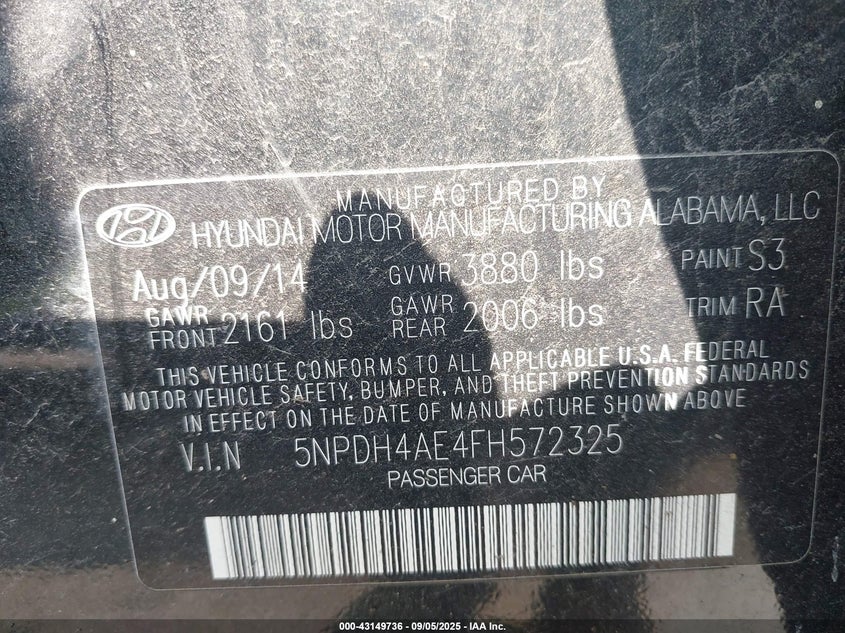 MANUFACTURED BY
HYUNDAI MOTOR MANUFACTURING ALABAMA, LLC
Aug/09/14 GVWR 3880 lbs PAINT S3
GAWR FRONT 2161 lbs GAWR REAR 2006 lbs TRIM RA
THIS VEHICLE CONFORMS TO ALL APPLICABLE U.S.A. FEDERAL
MOTOR VEHICLE SAFETY, BUMPER, AND THEFT PREVENTION STANDARDS
IN EFFECT ON THE DATE OF MANUFACTURE SHOWN ABOVE
V.I.N 5NPDH4AE4FH572325
PASSENGER CAR
000-43149736 - 09/05/2025 - IAA Inc.